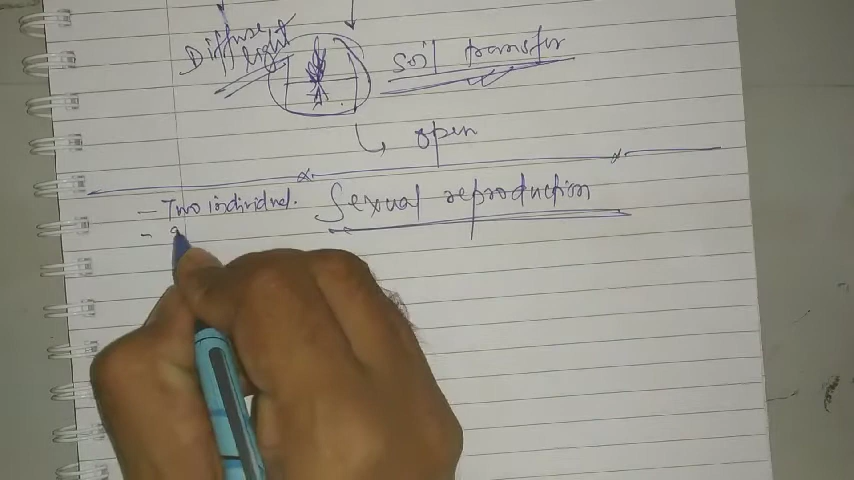 Diffuse
light
soil transfer
open
Sexual reproduction
- Two individual.
-